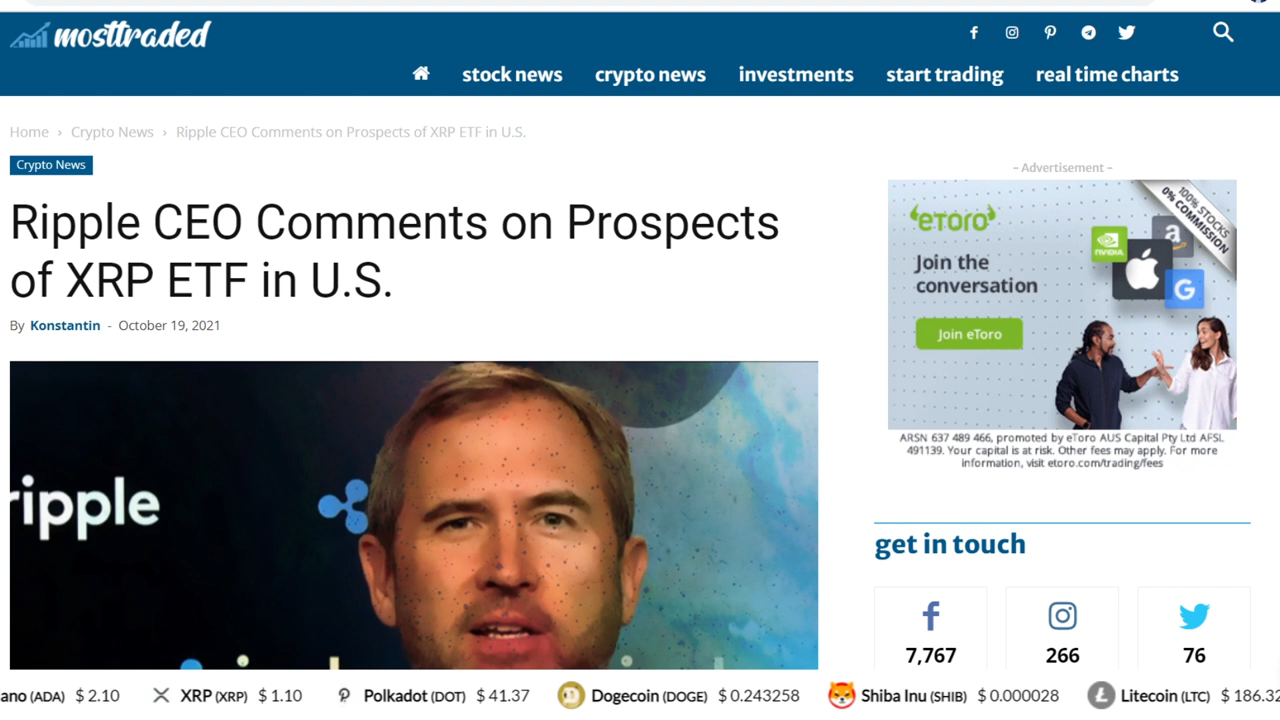 mosttraded
stock news
crypto news
investments
start trading
real time charts
Home › Crypto News › Ripple CEO Comments on Prospects of XRP ETF in U.S.
Crypto News
Ripple CEO Comments on Prospects
of XRP ETF in U.S.
By Konstantin - October 19, 2021
ripple
- Advertisement -
100% STOCKS
0% COMMISSION
eToro
NVIDIA
a
G
Join the
conversation
Join eToro
ARSN 637 489 466, promoted by eToro AUS Capital Pty Ltd AFSL
491139. Your capital is at risk. Other fees may apply. For more
information, visit etoro.com/trading/fees
get in touch
7,767
266
76
ano (ADA) $ 2.10 XRP (XRP) $ 1.10 Polkadot (DOT) $ 41.37 Dogecoin (DOGE) $ 0.243258 Shiba Inu (SHIB) $ 0.000028 Litecoin (LTC) $ 186.32